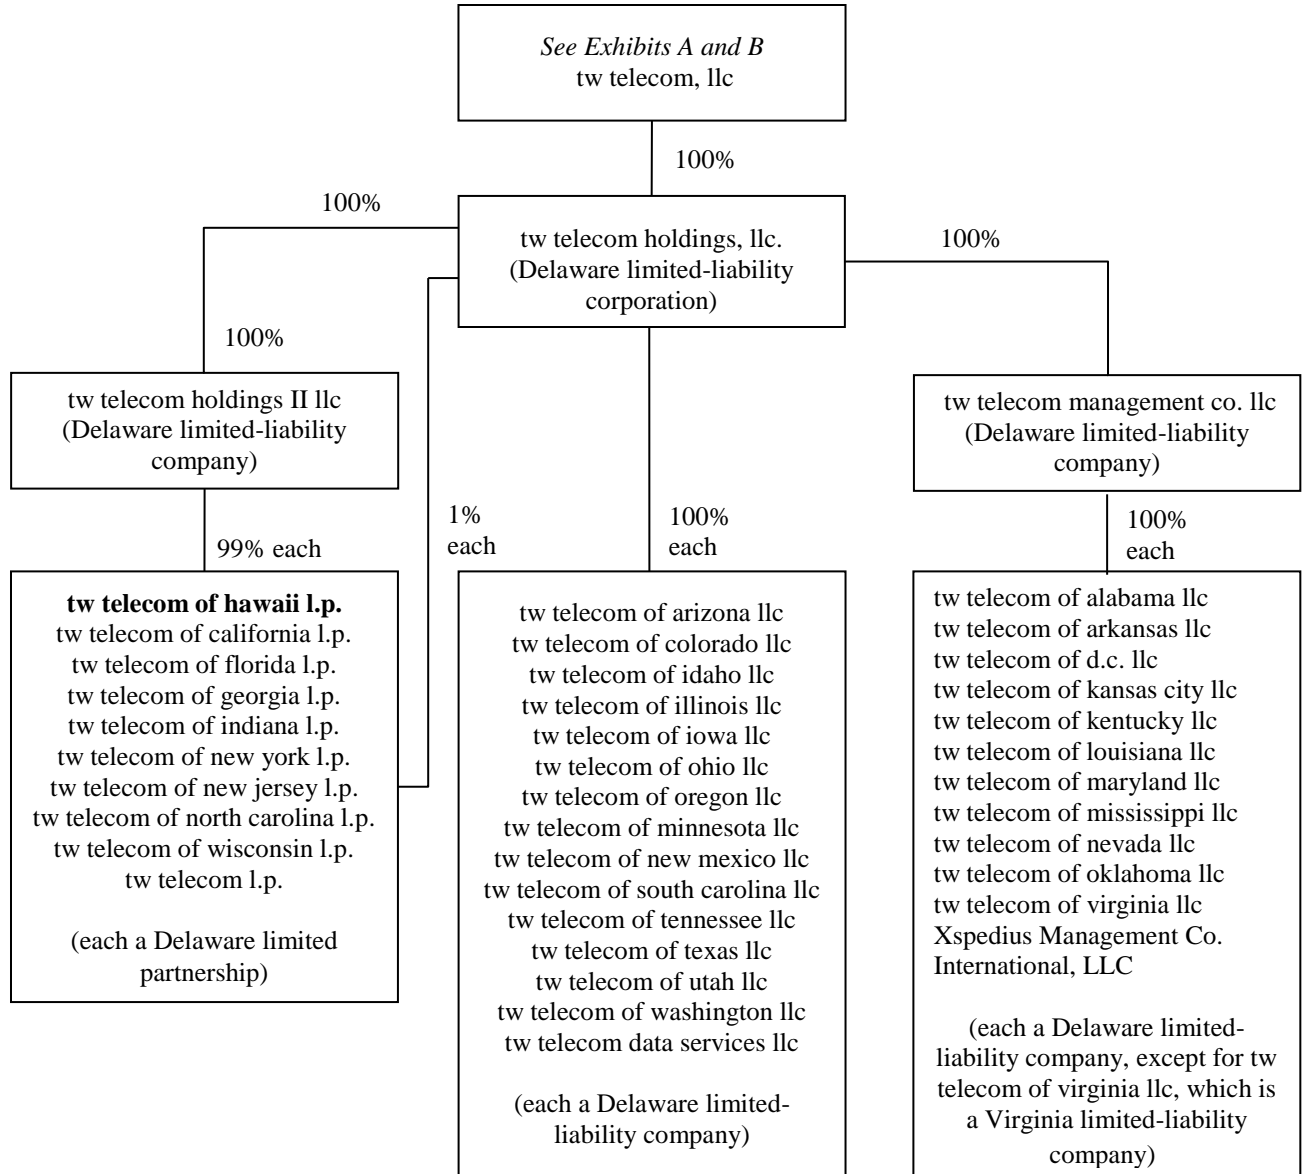 See Exhibits A and B
tw telecom, llc
100%
100%
tw telecom holdings, llc.
(Delaware limited-liability
corporation)
100%
100%
tw telecom holdings II llc
(Delaware limited-liability
company)
tw telecom management co. llc
(Delaware limited-liability
company)
99% each
1%
each
100%
each
100%
each
tw telecom of hawaii l.p.
tw telecom of california l.p.
tw telecom of florida l.p.
tw telecom of georgia l.p.
tw telecom of indiana l.p.
tw telecom of new york l.p.
tw telecom of new jersey l.p.
tw telecom of north carolina l.p.
tw telecom of wisconsin l.p.
tw telecom l.p.
(each a Delaware limited
partnership)
tw telecom of arizona llc
tw telecom of colorado llc
tw telecom of idaho llc
tw telecom of illinois llc
tw telecom of iowa llc
tw telecom of ohio llc
tw telecom of oregon llc
tw telecom of minnesota llc
tw telecom of new mexico llc
tw telecom of south carolina llc
tw telecom of tennessee llc
tw telecom of texas llc
tw telecom of utah llc
tw telecom of washington llc
tw telecom data services llc
(each a Delaware limited-
liability company)
tw telecom of alabama llc
tw telecom of arkansas llc
tw telecom of d.c. llc
tw telecom of kansas city llc
tw telecom of kentucky llc
tw telecom of louisiana llc
tw telecom of maryland llc
tw telecom of mississippi llc
tw telecom of nevada llc
tw telecom of oklahoma llc
tw telecom of virginia llc
Xspedius Management Co.
International, LLC
(each a Delaware limited-
liability company, except for tw
telecom of virginia llc, which is
a Virginia limited-liability
company)